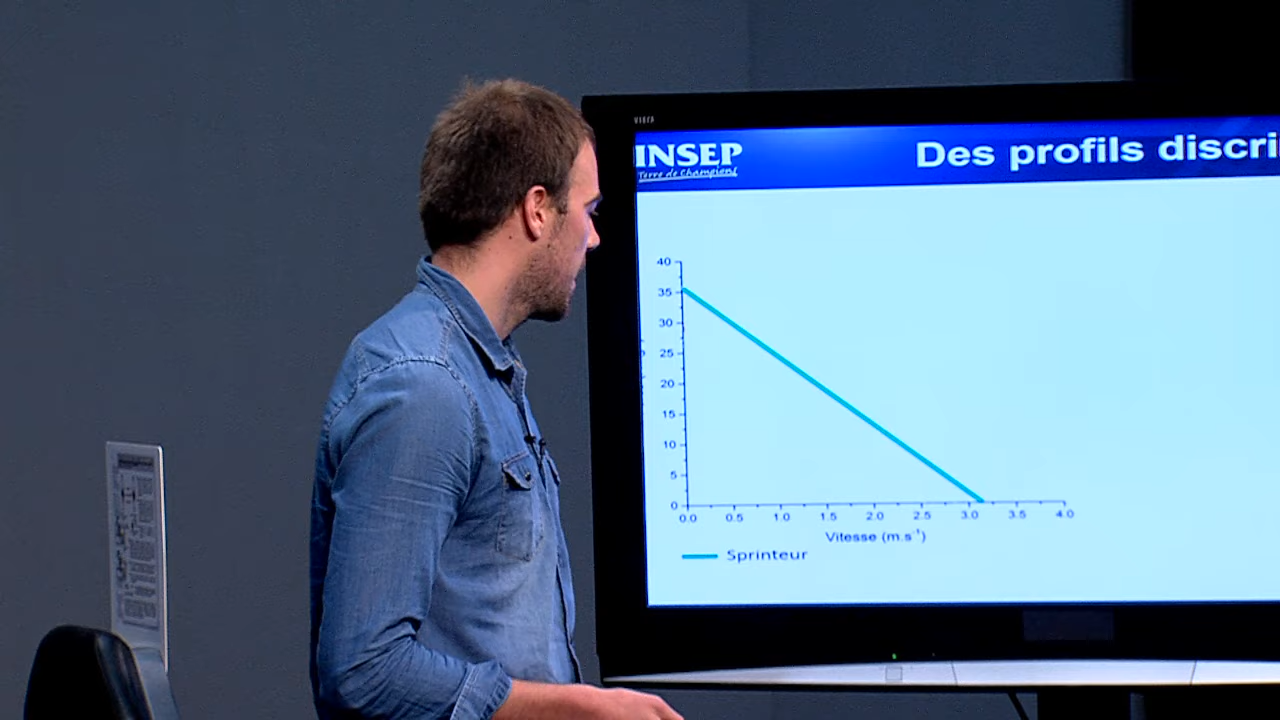 VIERA
INSEP
Terre de Champions
Des profils discri
40
35
30
25
20
15
10
5
0
0.0 0.5 1.0 1.5 2.0 2.5 3.0 3.5 4.0
Vitesse (m.s⁻¹)
Sprinteur